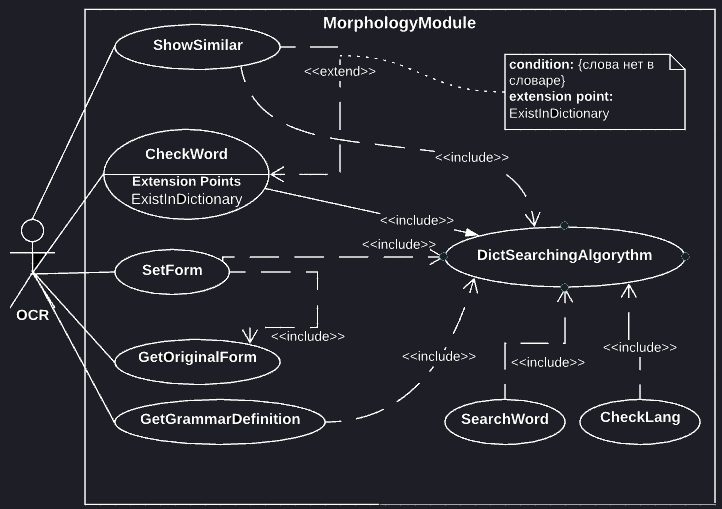 MorphologyModule
ShowSimilar
<<extend>>
condition: {слова нет в
словаре}
extension point:
ExistInDictionary
CheckWord
Extension Points
ExistInDictionary
<<include>>
<<include>>
<<include>>
DictSearchingAlgorythm
SetForm
OCR
<<include>>
GetOriginalForm
<<include>>
<<include>>
<<include>>
GetGrammarDefinition
SearchWord
CheckLang